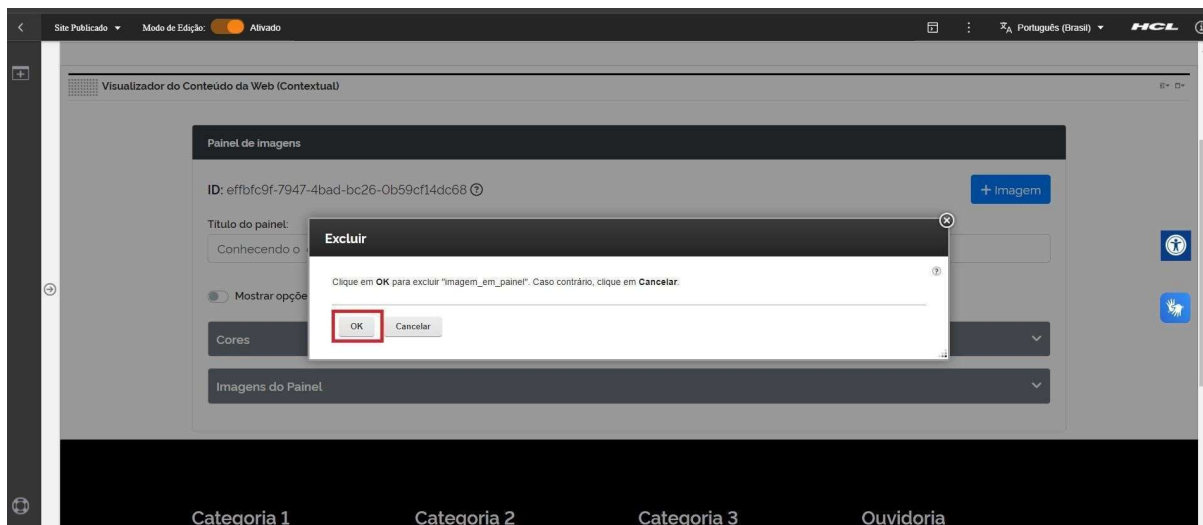 Site Publicado
Modo de Edição:
Ativado
Português (Brasil)
HCL
Visualizador do Conteúdo da Web (Contextual)
Painel de imagens
ID: effbfc9f-7947-4bad-bc26-0b59cf14dc68
+ Imagem
Título do painel:
Conhecendo o
Mostrar opçõe
Excluir
Clique em OK para excluir "imagem_em_painel". Caso contrário, clique em Cancelar.
OK
Cancelar
Cores
Imagens do Painel
Categoria 1
Categoria 2
Categoria 3
Ouvidoria